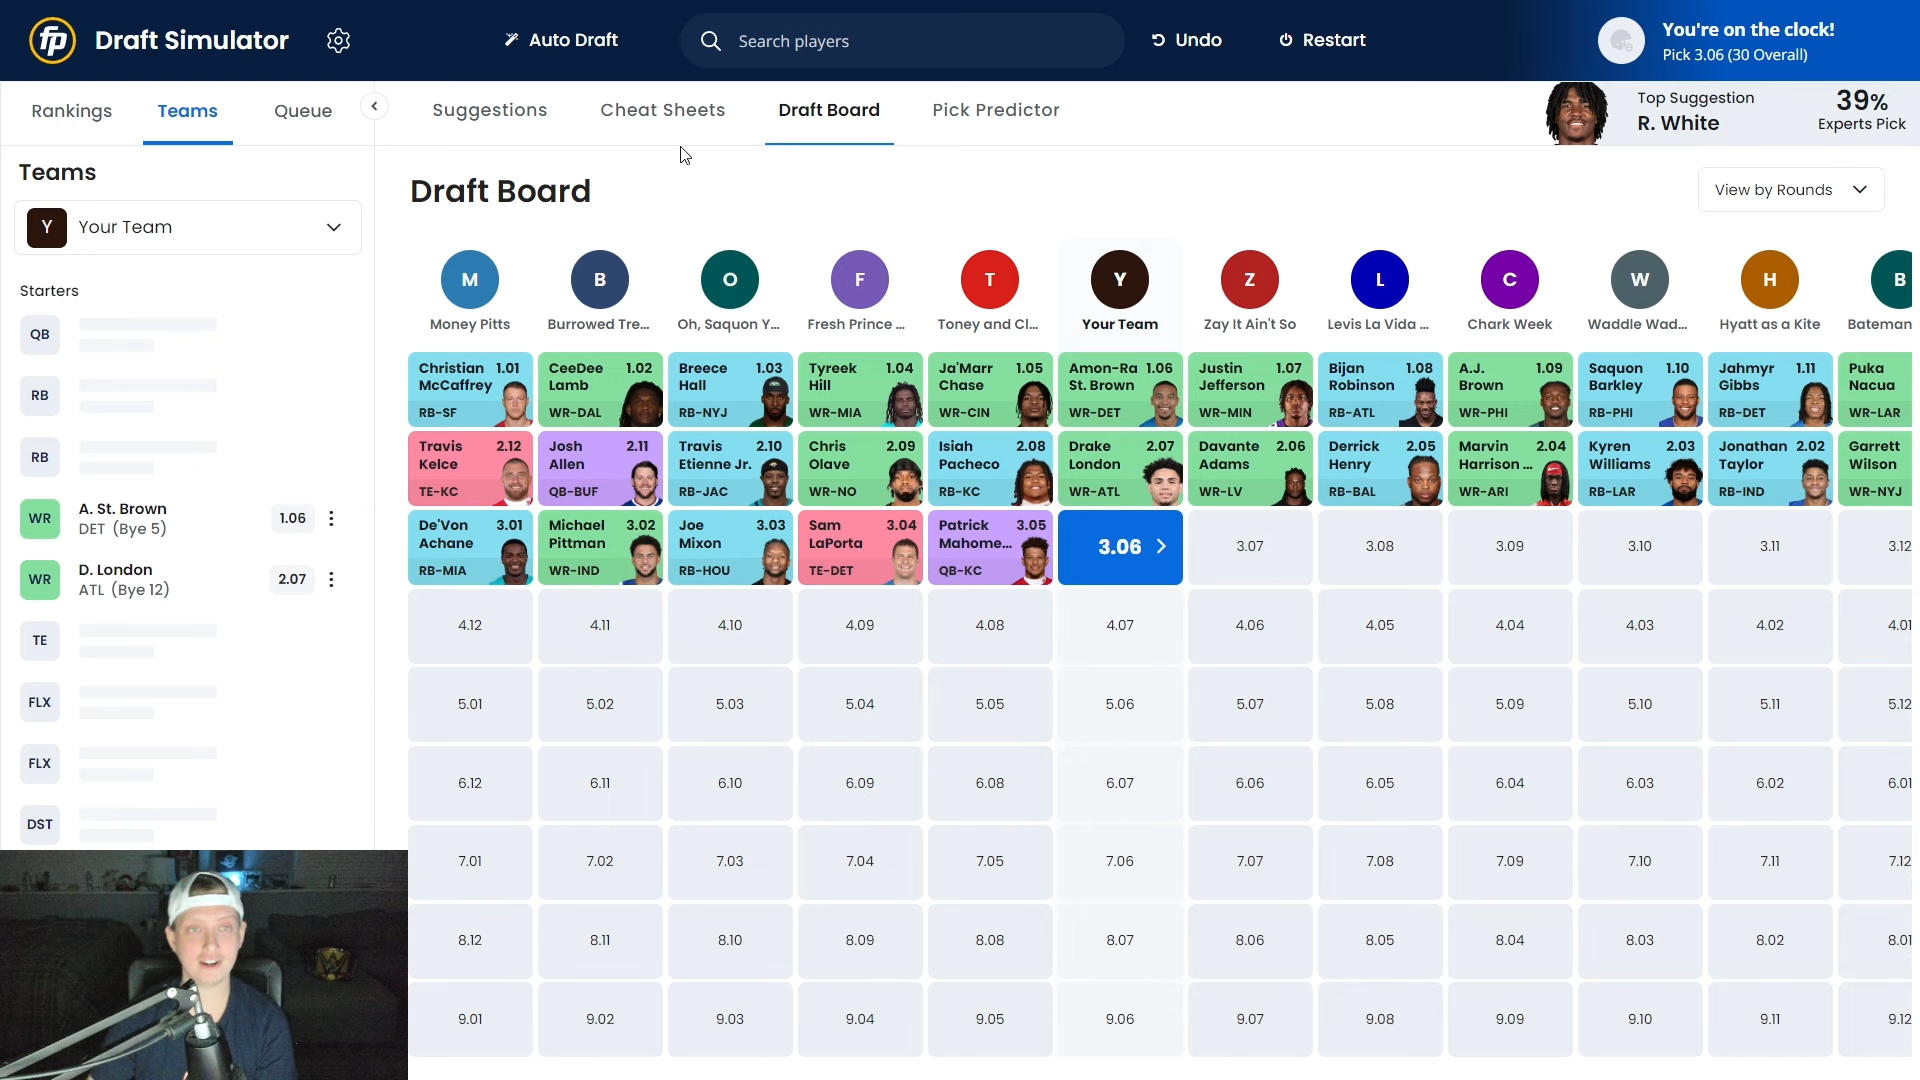 fp Draft Simulator
Auto Draft
Search players
Undo
Restart
You're on the clock!
Pick 3.06 (30 Overall)
Rankings
Teams
Queue
Suggestions
Cheat Sheets
Draft Board
Pick Predictor
Top Suggestion
R. White
39%
Experts Pick
Teams
Y Your Team
Starters
QB
RB
RB
WR A. St. Brown 1.06
DET (Bye 5)
WR D. London 2.07
ATL (Bye 12)
TE
FLX
FLX
DST
Draft Board
View by Rounds
M B O F T Y Z L C W H B
Money Pitts Burrowed Tre... Oh, Saquon Y... Fresh Prince ... Toney and Cl... Your Team Zay It Ain't So Levis La Vida ... Chark Week Waddle Wad... Hyatt as a Kite Bateman
Christian 1.01 CeeDee 1.02 Breece 1.03 Tyreek 1.04 Ja'Marr 1.05 Amon-Ra 1.06 Justin 1.07 Bijan 1.08 A.J. 1.09 Saquon 1.10 Jahmyr 1.11 Puka
McCaffrey Lamb Hall Hill Chase St. Brown Jefferson Robinson Brown Barkley Gibbs Nacua
RB-SF WR-DAL RB-NYJ WR-MIA WR-CIN WR-DET WR-MIN RB-ATL WR-PHI RB-PHI RB-DET WR-LAR
Travis 2.12 Josh 2.11 Travis 2.10 Chris 2.09 Isiah 2.08 Drake 2.07 Davante 2.06 Derrick 2.05 Marvin 2.04 Kyren 2.03 Jonathan 2.02 Garrett
Kelce Allen Etienne Jr. Olave Pacheco London Adams Henry Harrison ... Williams Taylor Wilson
TE-KC QB-BUF RB-JAC WR-NO RB-KC WR-ATL WR-LV RB-BAL WR-ARI RB-LAR RB-IND WR-NYJ
De'Von 3.01 Michael 3.02 Joe 3.03 Sam 3.04 Patrick 3.05
Achane Pittman Mixon LaPorta Mahome... 3.06 3.07 3.08 3.09 3.10 3.11 3.12
RB-MIA WR-IND RB-HOU TE-DET QB-KC
4.12 4.11 4.10 4.09 4.08 4.07 4.06 4.05 4.04 4.03 4.02 4.01
5.01 5.02 5.03 5.04 5.05 5.06 5.07 5.08 5.09 5.10 5.11 5.12
6.12 6.11 6.10 6.09 6.08 6.07 6.06 6.05 6.04 6.03 6.02 6.01
7.01 7.02 7.03 7.04 7.05 7.06 7.07 7.08 7.09 7.10 7.11 7.12
8.12 8.11 8.10 8.09 8.08 8.07 8.06 8.05 8.04 8.03 8.02 8.01
9.01 9.02 9.03 9.04 9.05 9.06 9.07 9.08 9.09 9.10 9.11 9.12